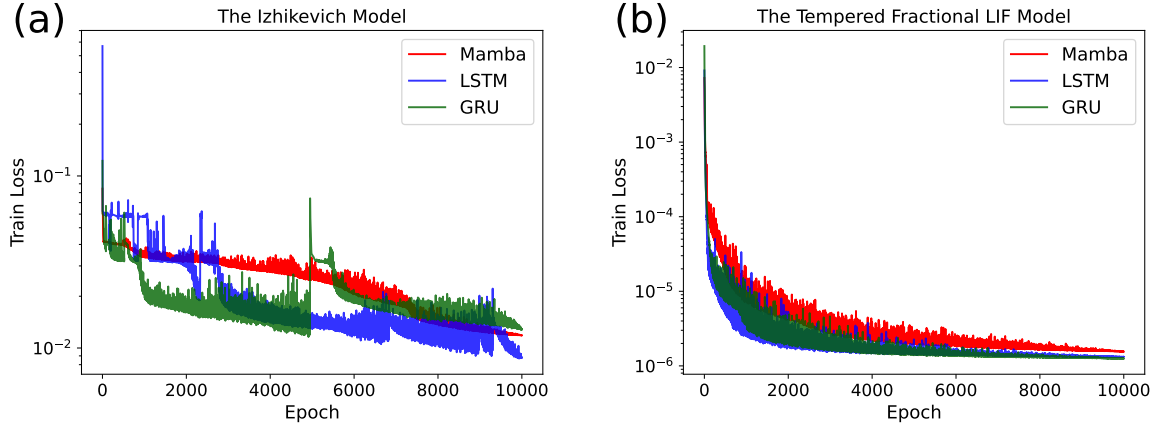 (a)
The Izhikevich Model
Mamba
LSTM
GRU
10⁻¹
10⁻²
Train Loss
0 2000 4000 6000 8000 10000
Epoch
(b)
The Tempered Fractional LIF Model
Mamba
LSTM
GRU
10⁻²
10⁻³
10⁻⁴
10⁻⁵
10⁻⁶
Train Loss
0 2000 4000 6000 8000 10000
Epoch